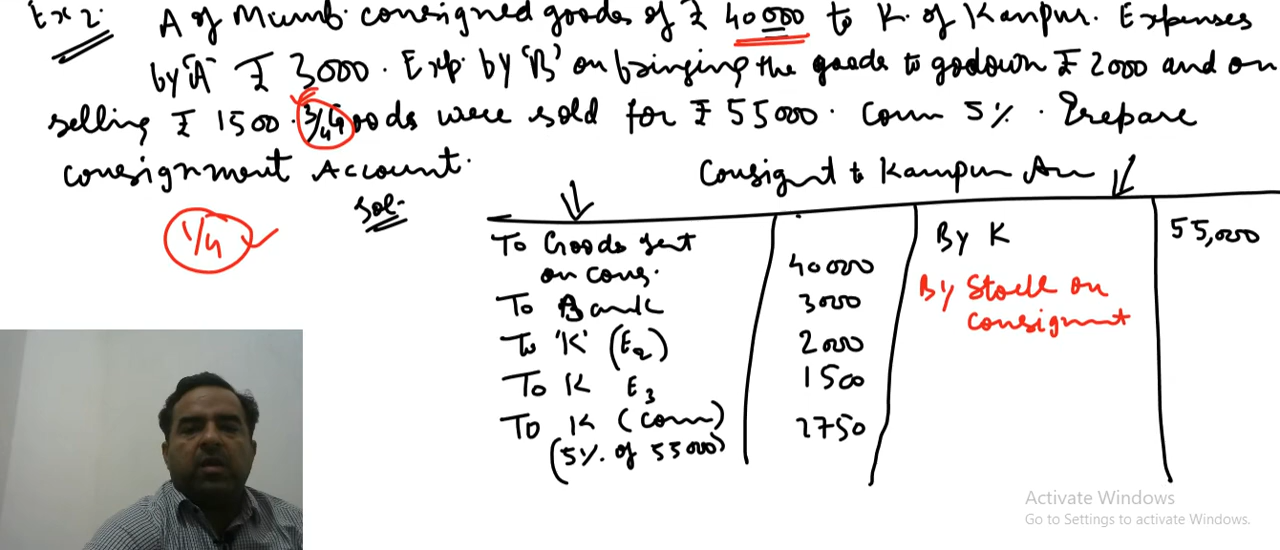 Ex 2. A of Mumb. consigned goods of ₹ 40000 to K. of Kanpur. Expenses
by 'A' ₹ 3000. Exp. by 'B' on bringing the goods to godown ₹ 2000 and on
selling ₹ 1500. 3/4 Goods were sold for ₹ 55000. Comm 5%. Prepare
consignment Account.
1/4
Sol-
Consignt to Kanpur A/c
To Goods sent
on cons. 40000
To Bank 3000
To 'K' (E2) 2000
To K E3 1500
To K (Comm) 2750
(5% of 55000)
By K 55,000
By Stock on
consignmt
Activate Windows
Go to Settings to activate Windows.